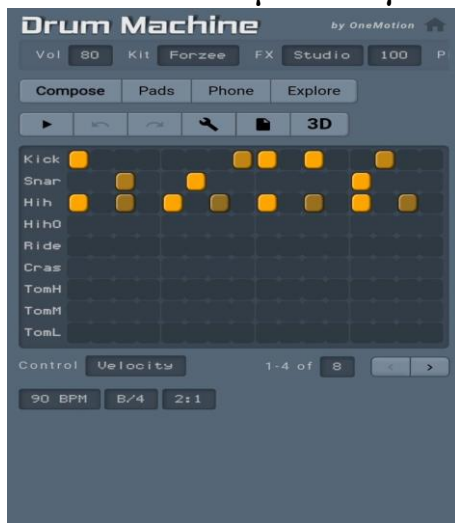 Drum Machine by OneMotion
Vol 80 Kit Forzee FX Studio 100 P
Compose Pads Phone Explore
3D
Kick
Snar
Hih
HihO
Ride
Cras
TomH
TomM
TomL
Control Velocity 1-4 of 8 < >
90 BPM B/4 2:1